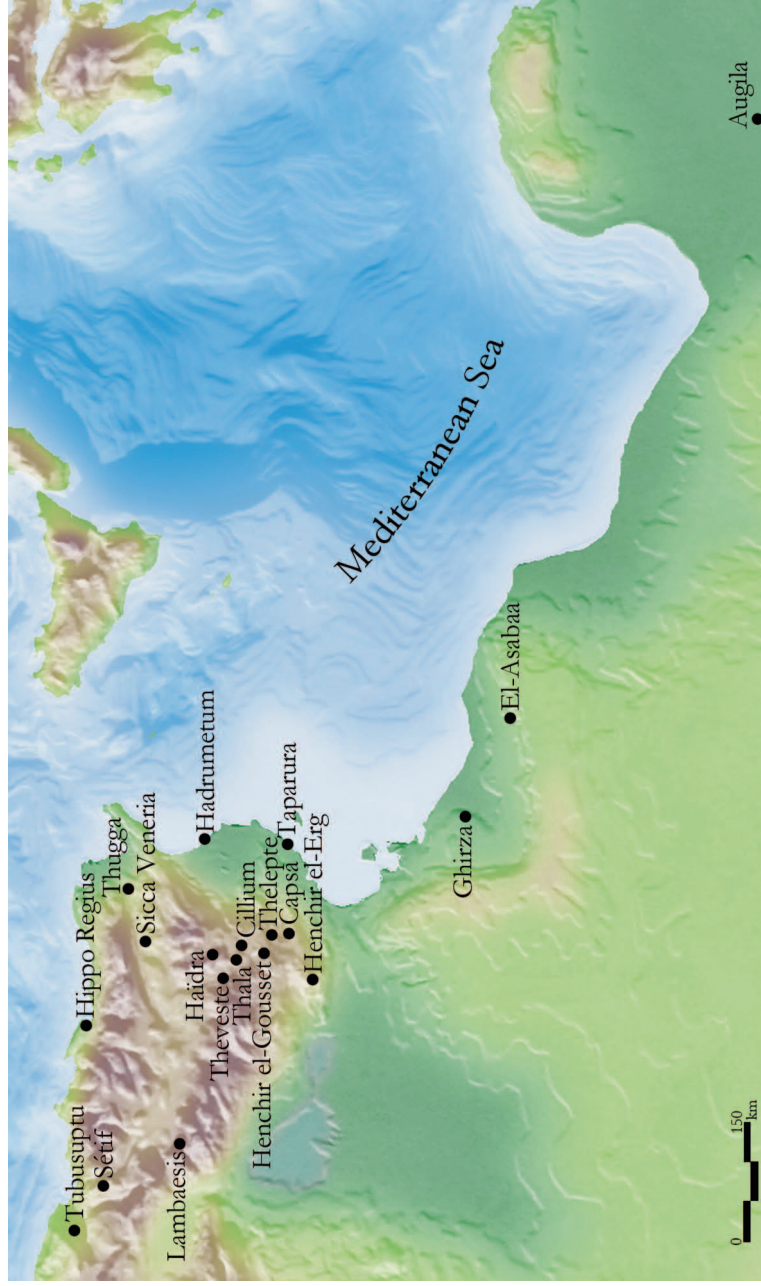 Augila
Mediterranean Sea
El-Asabaa
Hadrumetum
Thugga
Sicca Veneria
Taparura
Ghirza
Henchir el-Erg
Capsa
Thelepte
Cillium
Hippo Regius
Haïdra
Theveste
Thala
Henchir el-Gousset
Tubusuptu
Sétif
Lambaesis
0 150
km